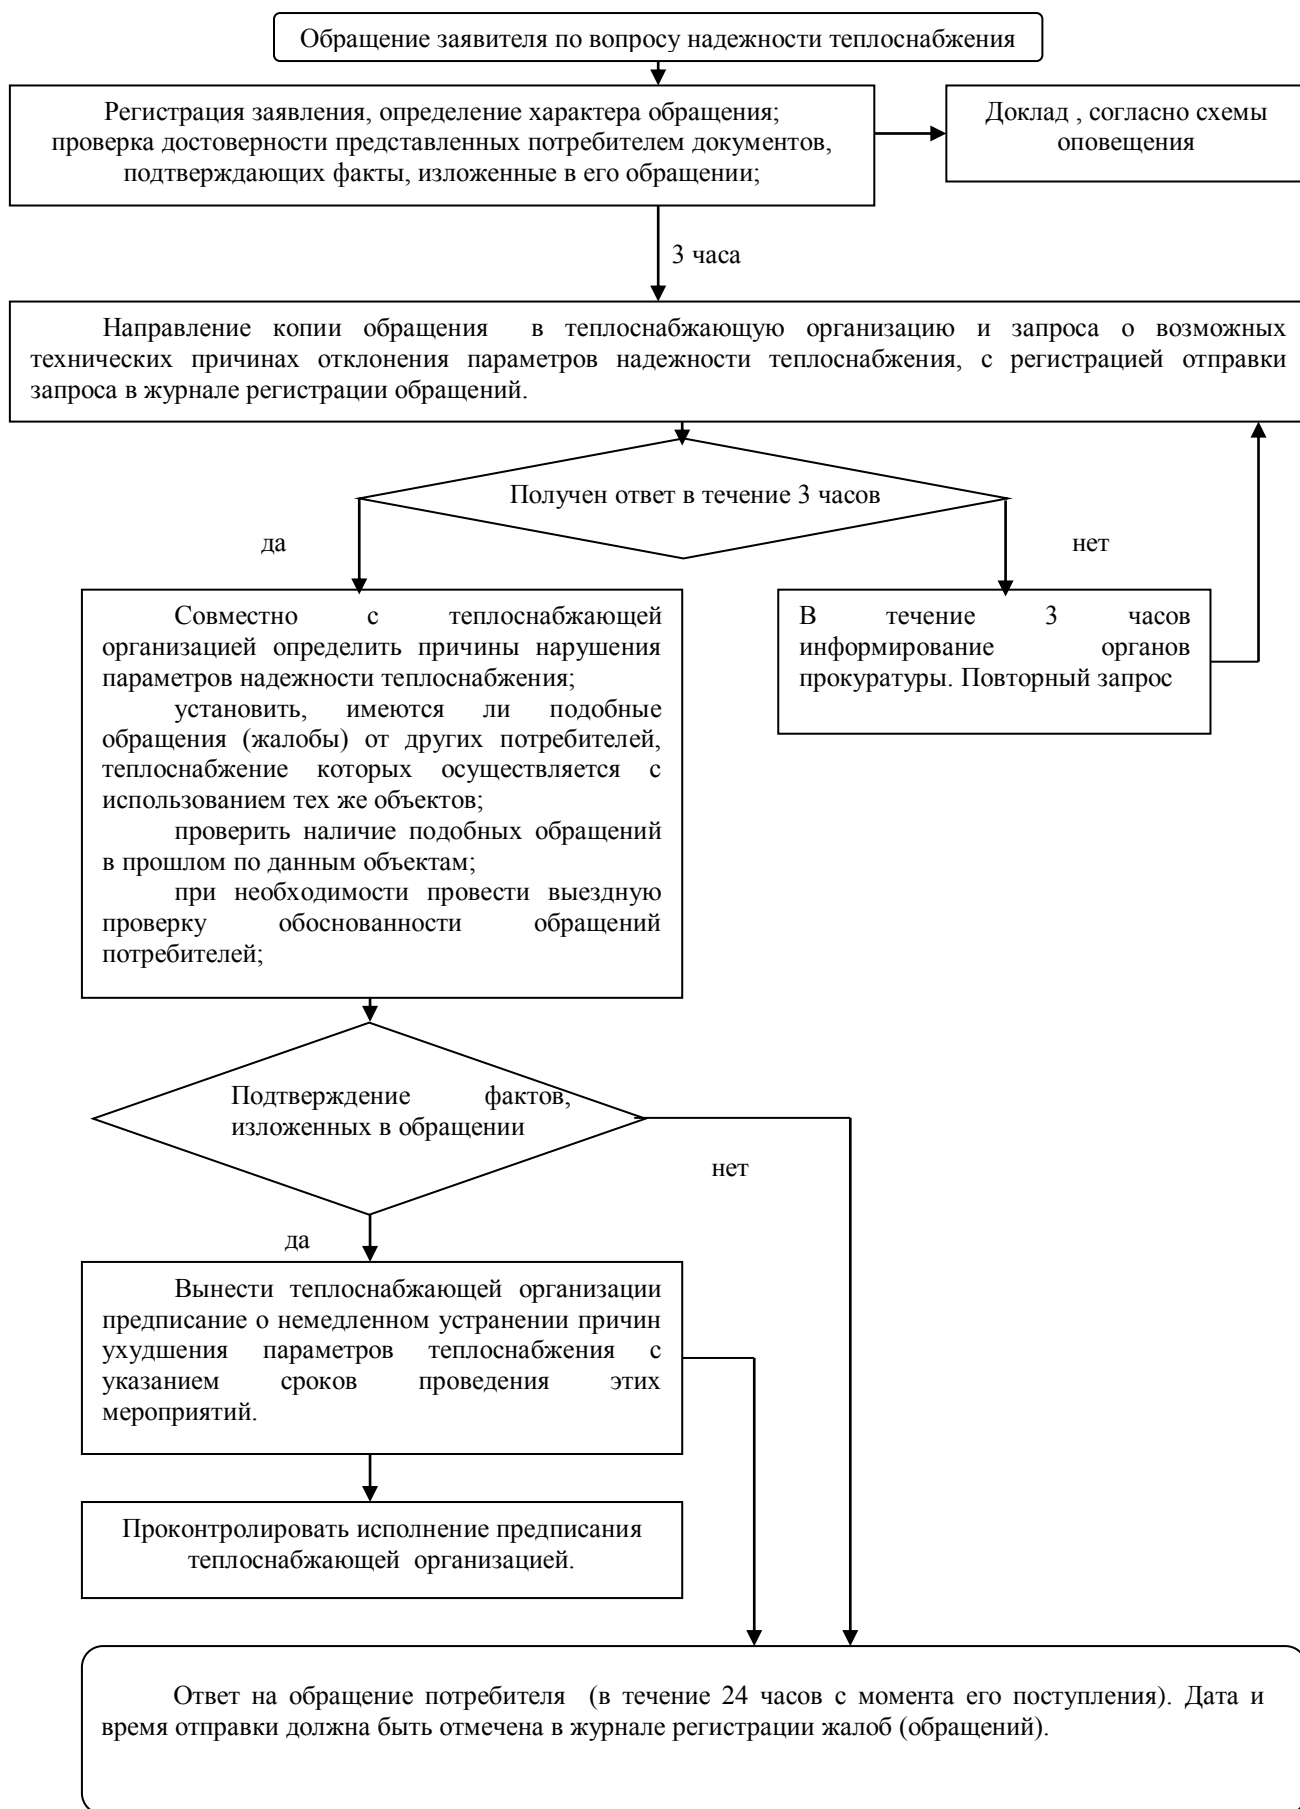 Обращение заявителя по вопросу надежности теплоснабжения
Регистрация заявления, определение характера обращения;
проверка достоверности представленных потребителем документов,
подтверждающих факты, изложенные в его обращении;
Доклад , согласно схемы
оповещения
3 часа
Направление копии обращения в теплоснабжающую организацию и запроса о возможных
технических причинах отклонения параметров надежности теплоснабжения, с регистрацией отправки
запроса в журнале регистрации обращений.
Получен ответ в течение 3 часов
да
нет
Совместно с теплоснабжающей
организацией определить причины нарушения
параметров надежности теплоснабжения;
установить, имеются ли подобные
обращения (жалобы) от других потребителей,
теплоснабжение которых осуществляется с
использованием тех же объектов;
проверить наличие подобных обращений
в прошлом по данным объектам;
при необходимости провести выездную
проверку обоснованности обращений
потребителей;
В течение 3 часов
информирование органов
прокуратуры. Повторный запрос
Подтверждение фактов,
изложенных в обращении
нет
да
Вынести теплоснабжающей организации
предписание о немедленном устранении причин
ухудшения параметров теплоснабжения с
указанием сроков проведения этих
мероприятий.
Проконтролировать исполнение предписания
теплоснабжающей организацией.
Ответ на обращение потребителя (в течение 24 часов с момента его поступления). Дата и
время отправки должна быть отмечена в журнале регистрации жалоб (обращений).